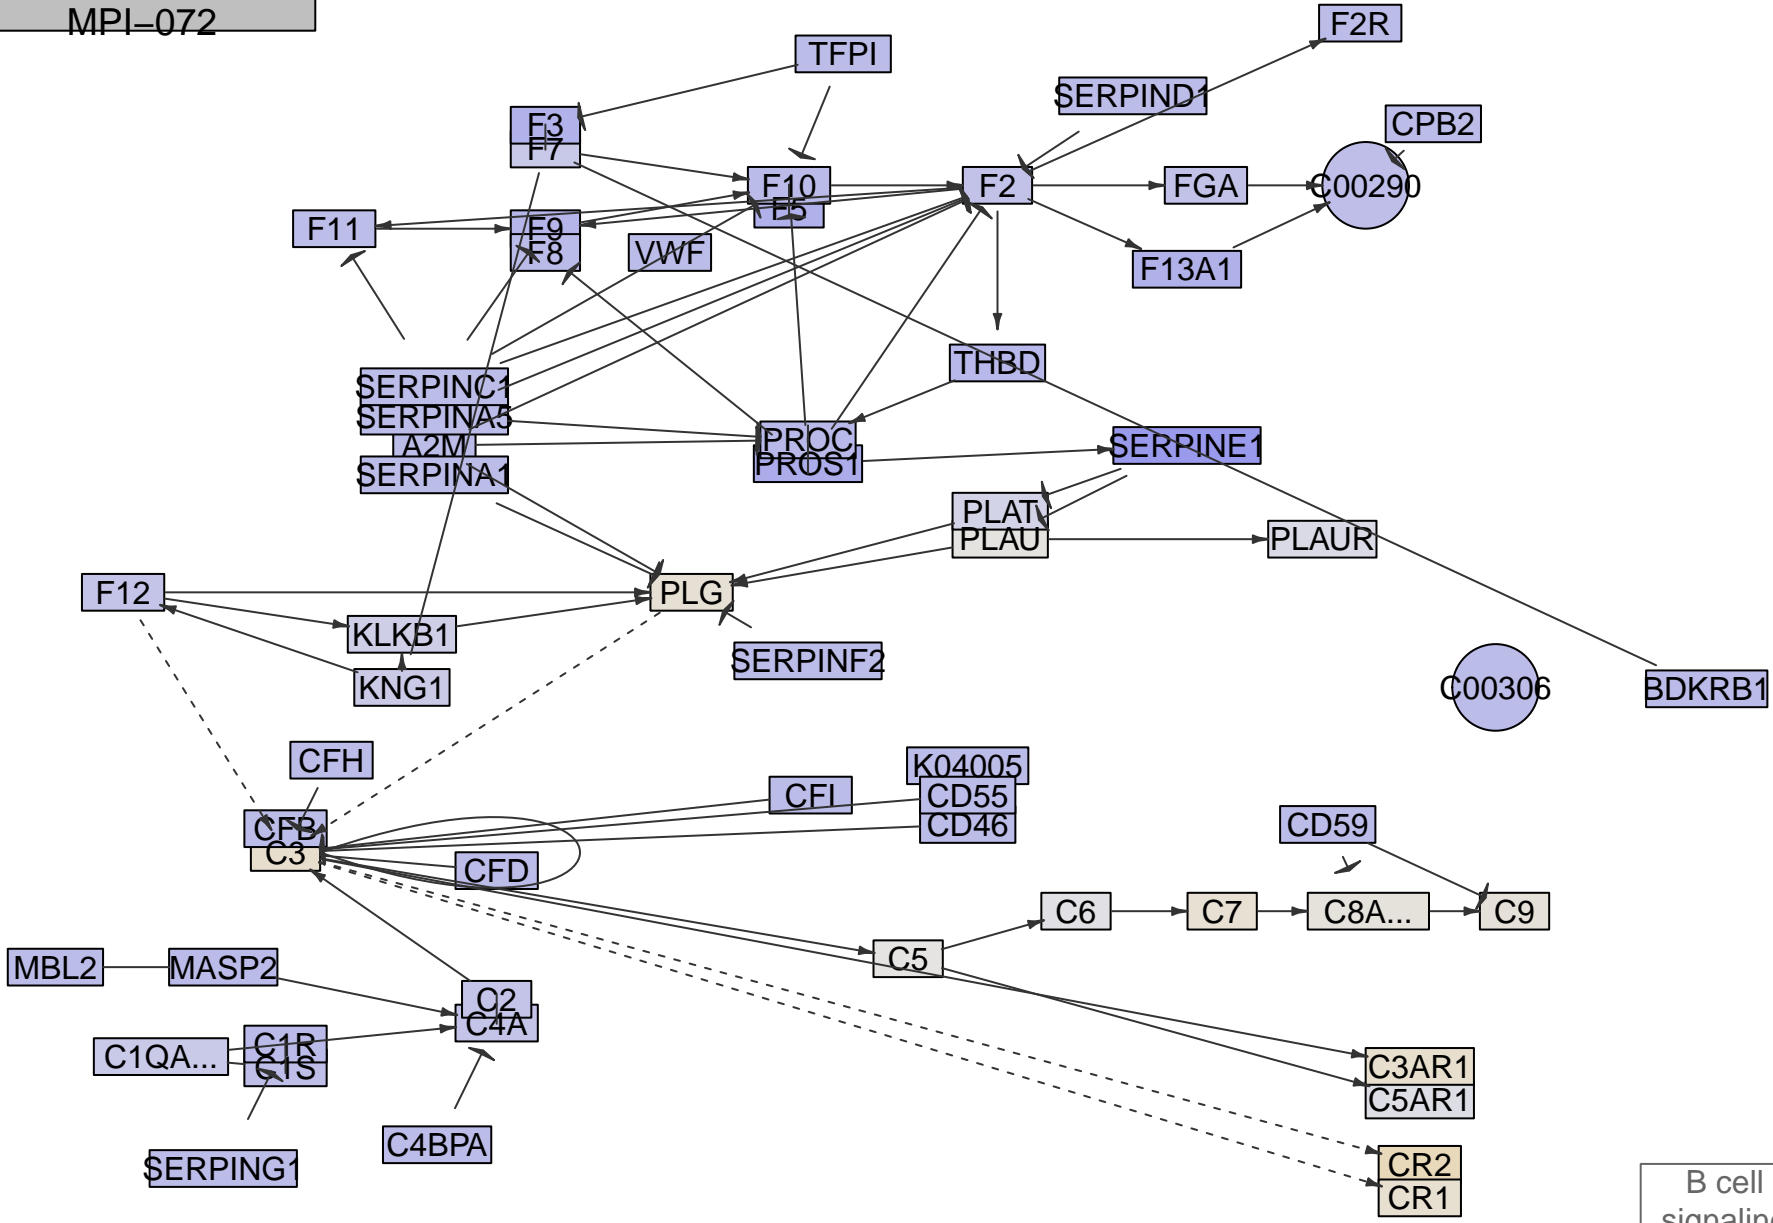 MPI−072
F2R
TFPI
SERPIND1
CPB2
F3
F7
F10
F5
F2
FGA
C00290
F11
F9
F8
VWF
F13A1
THBD
SERPINC1
SERPINA5
A2M
SERPINA1
PROC
PROS1
SERPINE1
PLAT
PLAU
PLAUR
F12
PLG
KLKB1
SERPINF2
KNG1
C00306
BDKRB1
CFH
K04005
CFI
CD55
CD46
CFB
C3
CD59
CFD
C6
C7
C8A...
C9
C5
MBL2
MASP2
C2
C4A
C1QA...
C1R
C1S
C3AR1
C5AR1
C4BPA
SERPING1
CR2
CR1
B cell
signaling